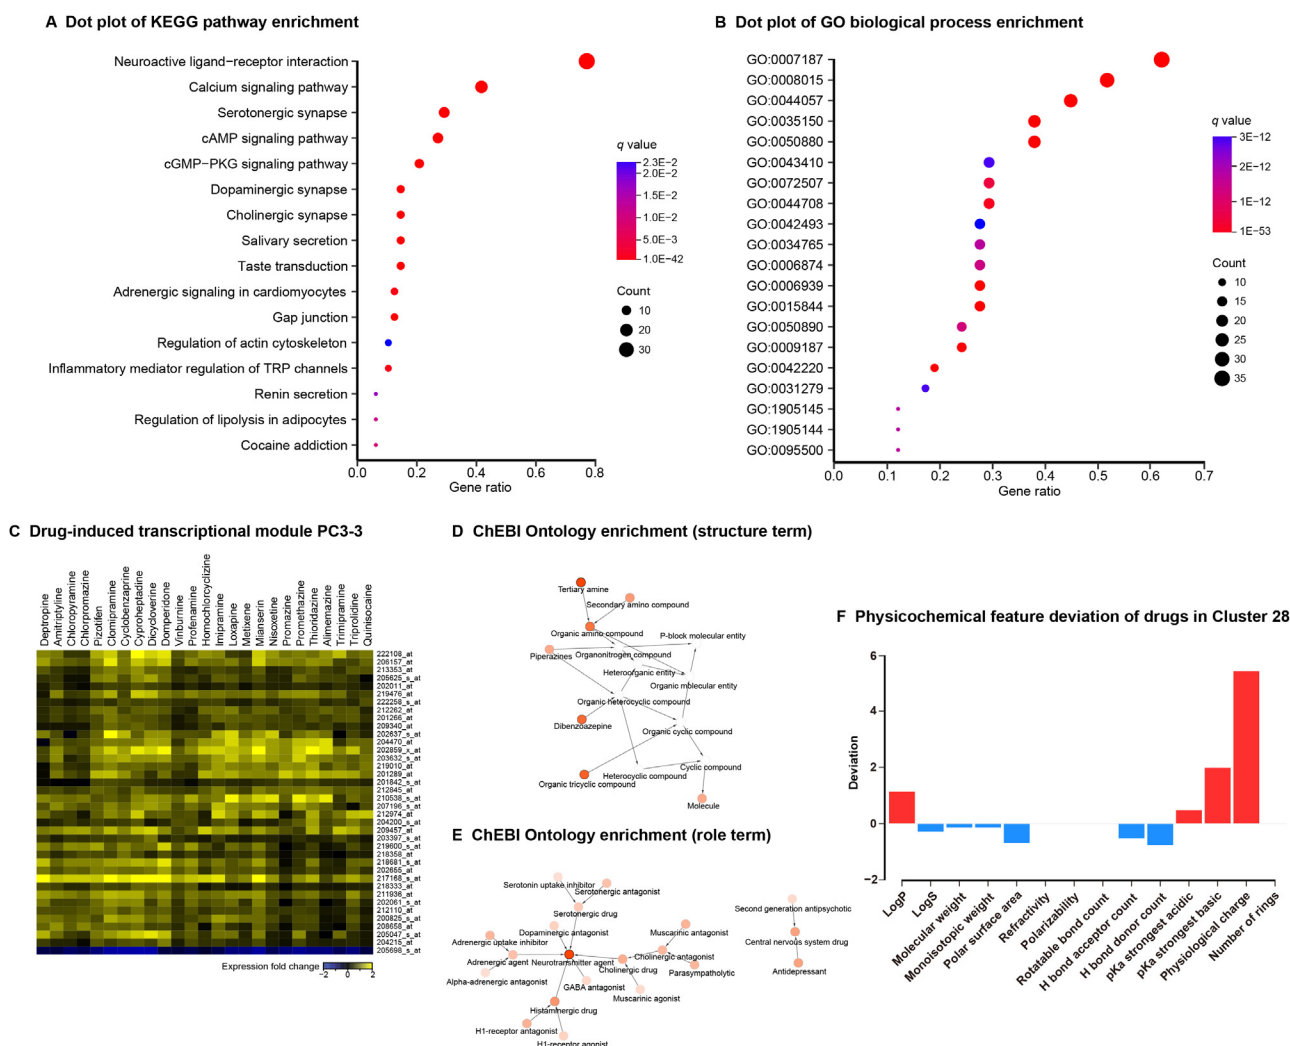 A Dot plot of KEGG pathway enrichment
Neuroactive ligand−receptor interaction
Calcium signaling pathway
Serotonergic synapse
cAMP signaling pathway
cGMP−PKG signaling pathway
Dopaminergic synapse
Cholinergic synapse
Salivary secretion
Taste transduction
Adrenergic signaling in cardiomyocytes
Gap junction
Regulation of actin cytoskeleton
Inflammatory mediator regulation of TRP channels
Renin secretion
Regulation of lipolysis in adipocytes
Cocaine addiction
0.0 0.2 0.4 0.6 0.8
Gene ratio
q value
2.3E−2
2.0E−2
1.5E−2
1.0E−2
5.0E−3
1.0E−42
Count
10
20
30
B Dot plot of GO biological process enrichment
GO:0007187
GO:0008015
GO:0044057
GO:0035150
GO:0050880
GO:0043410
GO:0072507
GO:0044708
GO:0042493
GO:0034765
GO:0006874
GO:0006939
GO:0015844
GO:0050890
GO:0009187
GO:0042220
GO:0031279
GO:1905145
GO:1905144
GO:0095500
0.0 0.1 0.2 0.3 0.4 0.5 0.6 0.7
Gene ratio
q value
3E−12
2E−12
1E−12
1E−53
Count
10
15
20
25
30
35
C Drug-induced transcriptional module PC3-3
Deptropine
Amitriptyline
Chloropyramine
Chlorpromazine
Pizotifen
Clomipramine
Cyclobenzaprine
Cyproheptadine
Dicycloverine
Domperidone
Vinburnine
Profenamine
Homochlorcyclizine
Imipramine
Loxapine
Metixene
Mianserin
Nisoxetine
Promazine
Promethazine
Thioridazine
Alimemazine
Trimipramine
Triprolidine
Quinisocaine
222108_at
206157_at
213353_at
205625_s_at
202011_at
219476_at
222258_s_at
212262_at
201266_at
209340_at
202637_s_at
204470_at
202859_x_at
203632_s_at
219010_at
201289_at
201842_s_at
212845_at
210538_s_at
207196_s_at
212974_at
204200_s_at
209457_at
203397_s_at
219600_s_at
218358_at
218681_s_at
202655_at
217168_s_at
218333_at
211936_at
202061_s_at
212110_at
200825_s_at
208658_at
205047_s_at
204215_at
205698_s_at
Expression fold change
−2 0 2
D ChEBI Ontology enrichment (structure term)
Tertiary amine
Secondary amino compound
Organic amino compound
P-block molecular entity
Piperazines
Organonitrogen compound
Heteroorganic entity
Organic molecular entity
Organic heterocyclic compound
Dibenzoazepine
Organic cyclic compound
Cyclic compound
Heterocyclic compound
Organic tricyclic compound
Molecule
E ChEBI Ontology enrichment (role term)
Serotonin uptake inhibitor
Serotonergic antagonist
Second generation antipsychotic
Serotonergic drug
Dopaminergic antagonist
Muscarinic antagonist
Central nervous system drug
Adrenergic uptake inhibitor
Cholinergic antagonist
Adrenergic agent
Neurotransmitter agent
Antidepressant
Cholinergic drug
Parasympatholytic
Alpha-adrenergic antagonist
GABA antagonist
Muscarinic agonist
Histaminergic drug
H1-receptor antagonist
H1-receptor agonist
F Physicochemical feature deviation of drugs in Cluster 28
Deviation
6
4
2
0
−2
LogP
LogS
Molecular weight
Monoisotopic weight
Polar surface area
Refractivity
Polarizability
Rotatable bond count
H bond acceptor count
H bond donor count
pKa strongest acidic
pKa strongest basic
Physiological charge
Number of rings